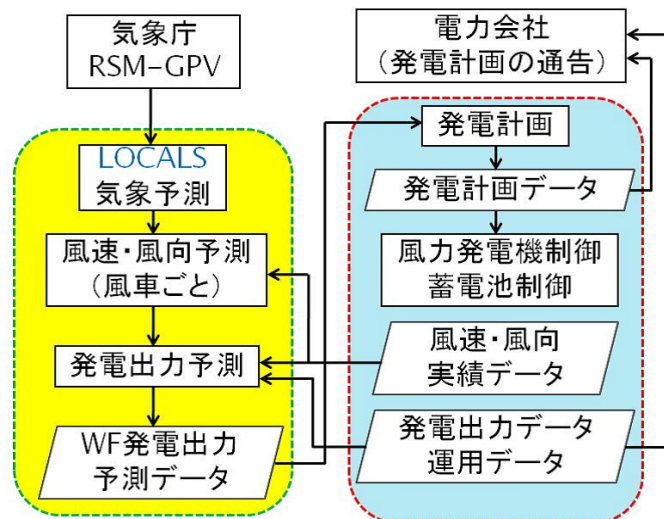 気象庁
RSM-GPV
LOCALS
気象予測
風速・風向予測
(風車ごと)
発電出力予測
WF発電出力
予測データ
電力会社
(発電計画の通告)
発電計画
発電計画データ
風力発電機制御
蓄電池制御
風速・風向
実績データ
発電出力データ
運用データ